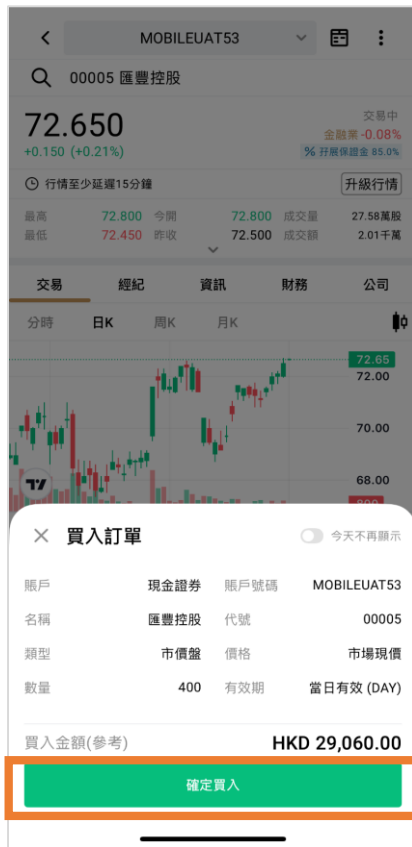 MOBILEUAT53
00005 匯豐控股
72.650
+0.150 (+0.21%)
交易中
金融業 -0.08%
% 孖展保證金 85.0%
行情至少延遲15分鐘
升級行情
最高 72.800 今開 72.800 成交量 27.58萬股
最低 72.450 昨收 72.500 成交額 2.01千萬
交易 經紀 資訊 財務 公司
分時 日K 周K 月K
72.65
72.00
70.00
68.00
800
買入訂單
今天不再顯示
賬戶 現金證券 賬戶號碼 MOBILEUAT53
名稱 匯豐控股 代號 00005
類型 市價盤 價格 市場現價
數量 400 有效期 當日有效 (DAY)
買入金額(參考) HKD 29,060.00
確定買入